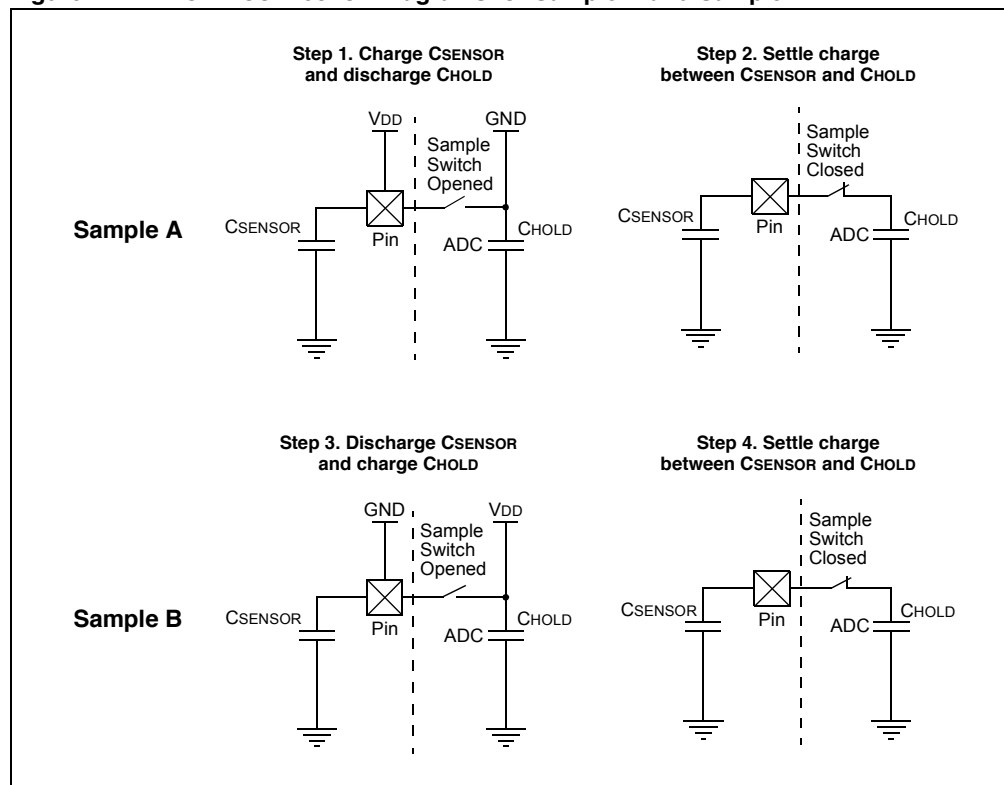 Step 1. Charge CSENSOR
and discharge CHOLD
Step 2. Settle charge
between CSENSOR and CHOLD
VDD
GND
Sample
Switch
Opened
Sample
Switch
Closed
Sample A
CSENSOR
Pin
ADC
CHOLD
CSENSOR
Pin
ADC
CHOLD
Step 3. Discharge CSENSOR
and charge CHOLD
Step 4. Settle charge
between CSENSOR and CHOLD
GND
VDD
Sample
Switch
Opened
Sample
Switch
Closed
Sample B
CSENSOR
Pin
ADC
CHOLD
CSENSOR
Pin
ADC
CHOLD